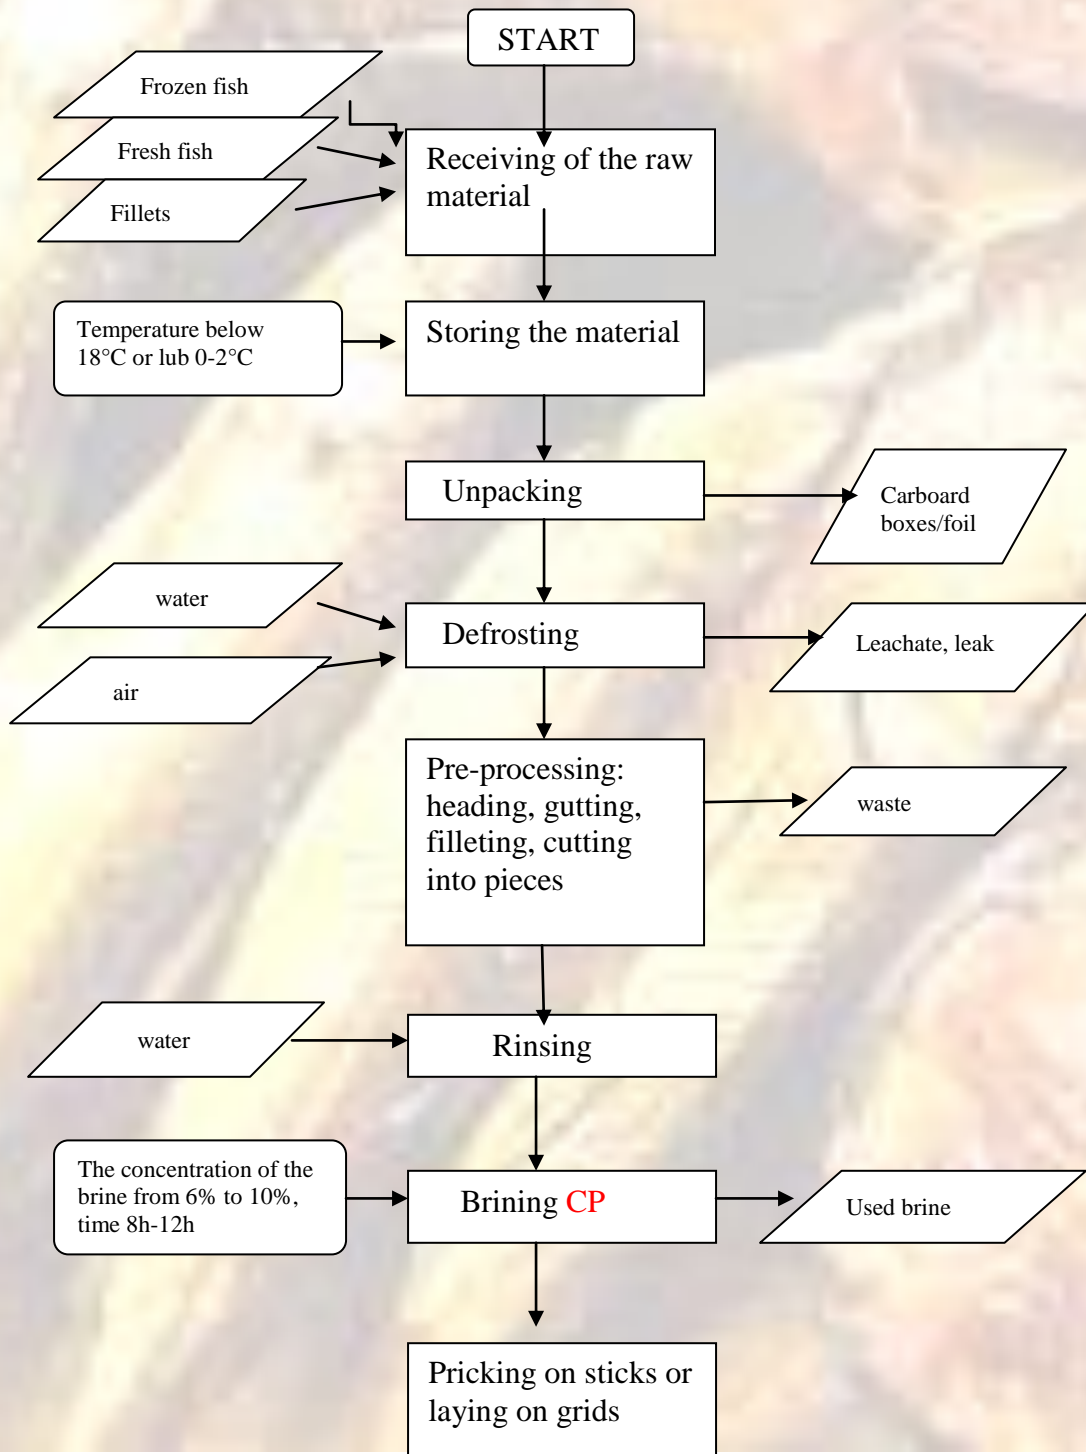 START
Frozen fish
Fresh fish
Fillets
Receiving of the raw
material
Temperature below
18°C or lub 0-2°C
Storing the material
Unpacking
Carboard
boxes/foil
water
air
Defrosting
Leachate, leak
Pre-processing:
heading, gutting,
filleting, cutting
into pieces
waste
water
Rinsing
The concentration of the
brine from 6% to 10%,
time 8h-12h
Brining CP
Used brine
Pricking on sticks or
laying on grids